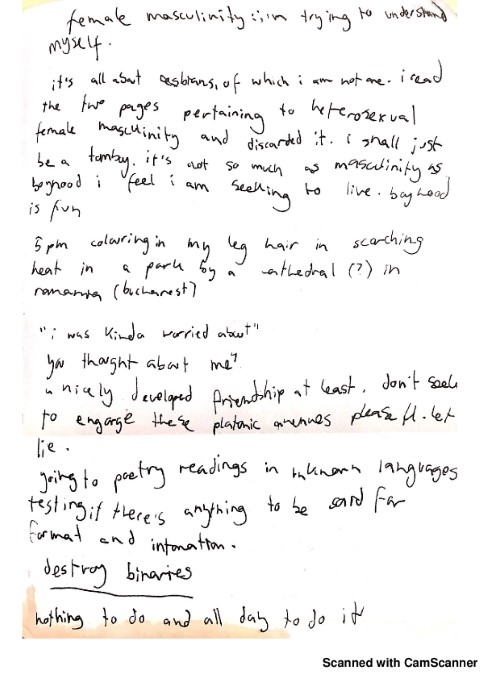 female masculinity :; in trying to understand
myself.
it's all about lesbians, of which i am not one. i read
the two pages pertaining to heterosexual
female masculinity and discarded it. i shall just
be a tomboy. it's not so much as masculinity as
boyhood i feel i am seeking to live. boyhood
is fun
5pm colouring in my leg hair in scorching
heat in a park by a cathedral (?) in
romania (bucharest)
"i was kinda worried about"
you thought about me?
a nicely developed friendship at least. don't seek
to engage these platonic avenues please let
lie.
going to poetry readings in unknown languages
testing if there's anything to be said for
format and intonation.
destroy binaries
nothing to do and all day to do it
Scanned with CamScanner